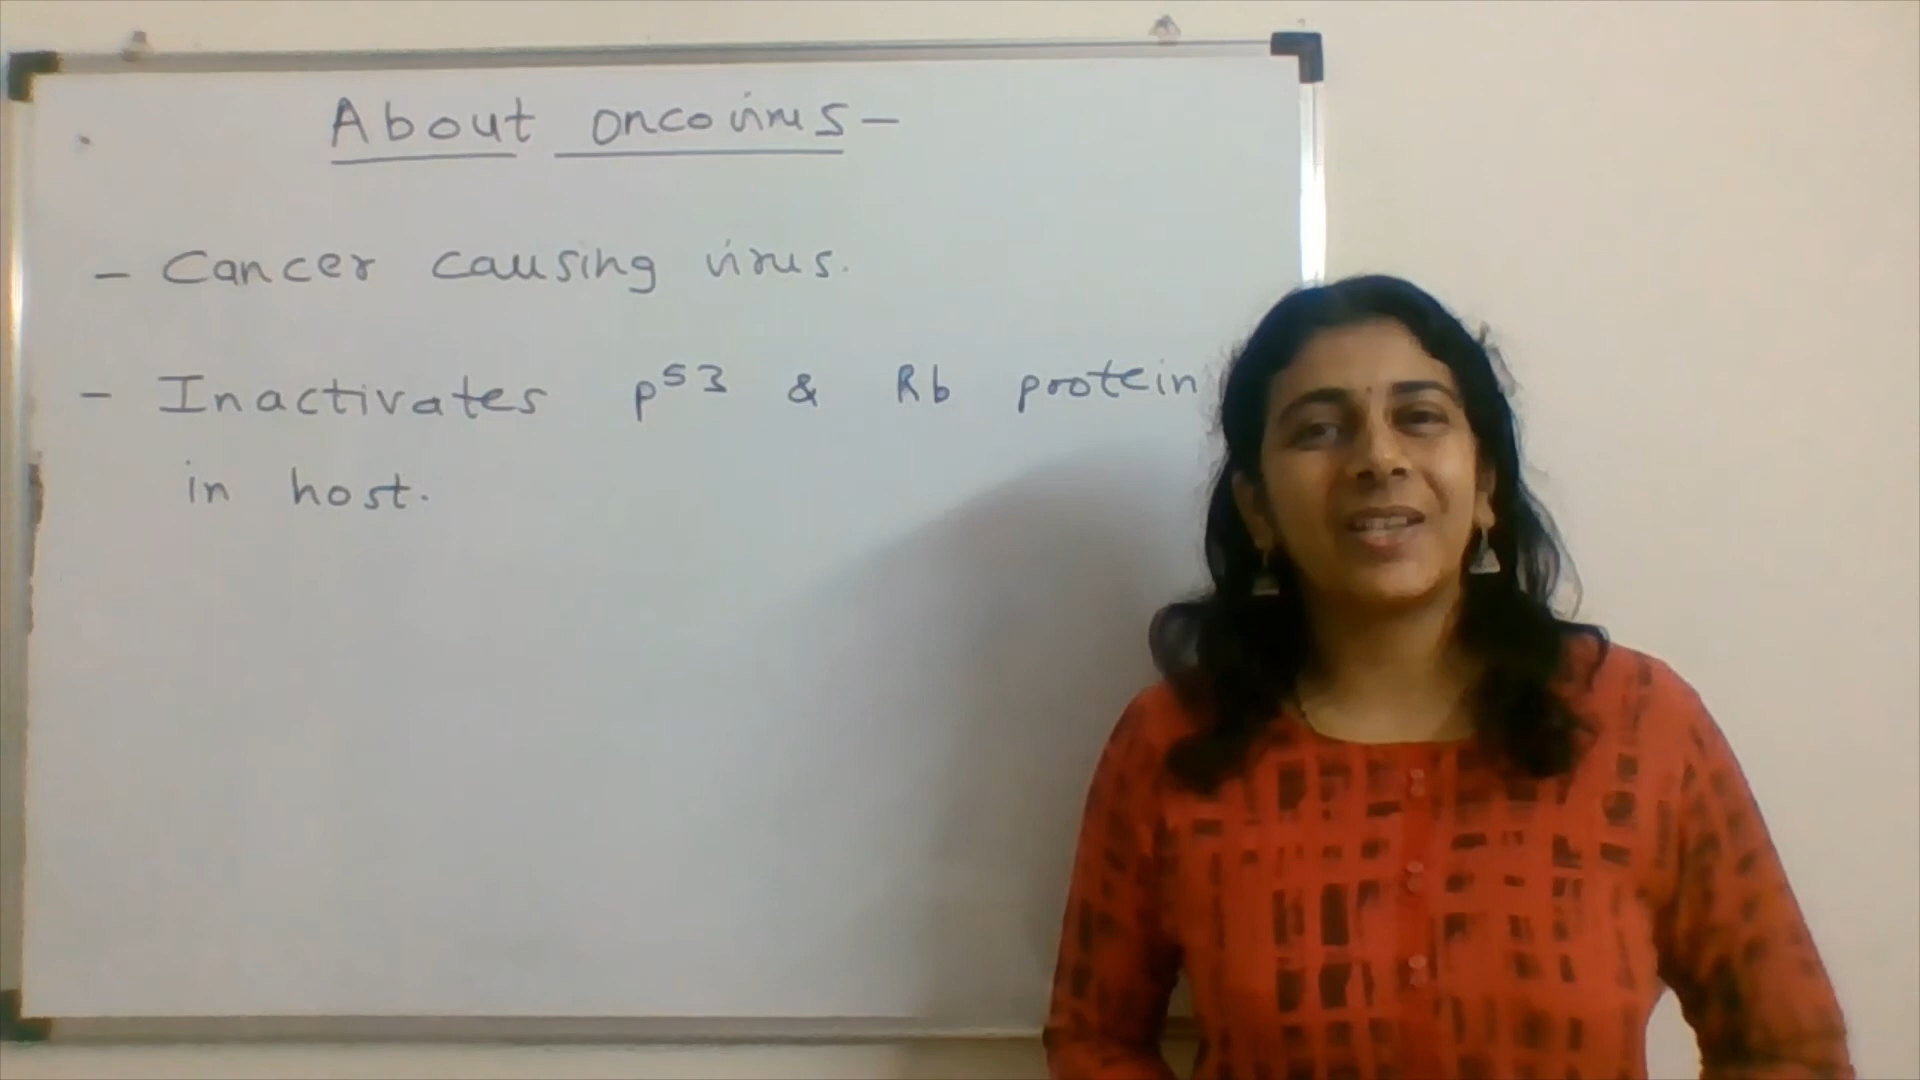 About oncovirus-
- Cancer causing virus.
- Inactivates p53 & Rb protein
in host.